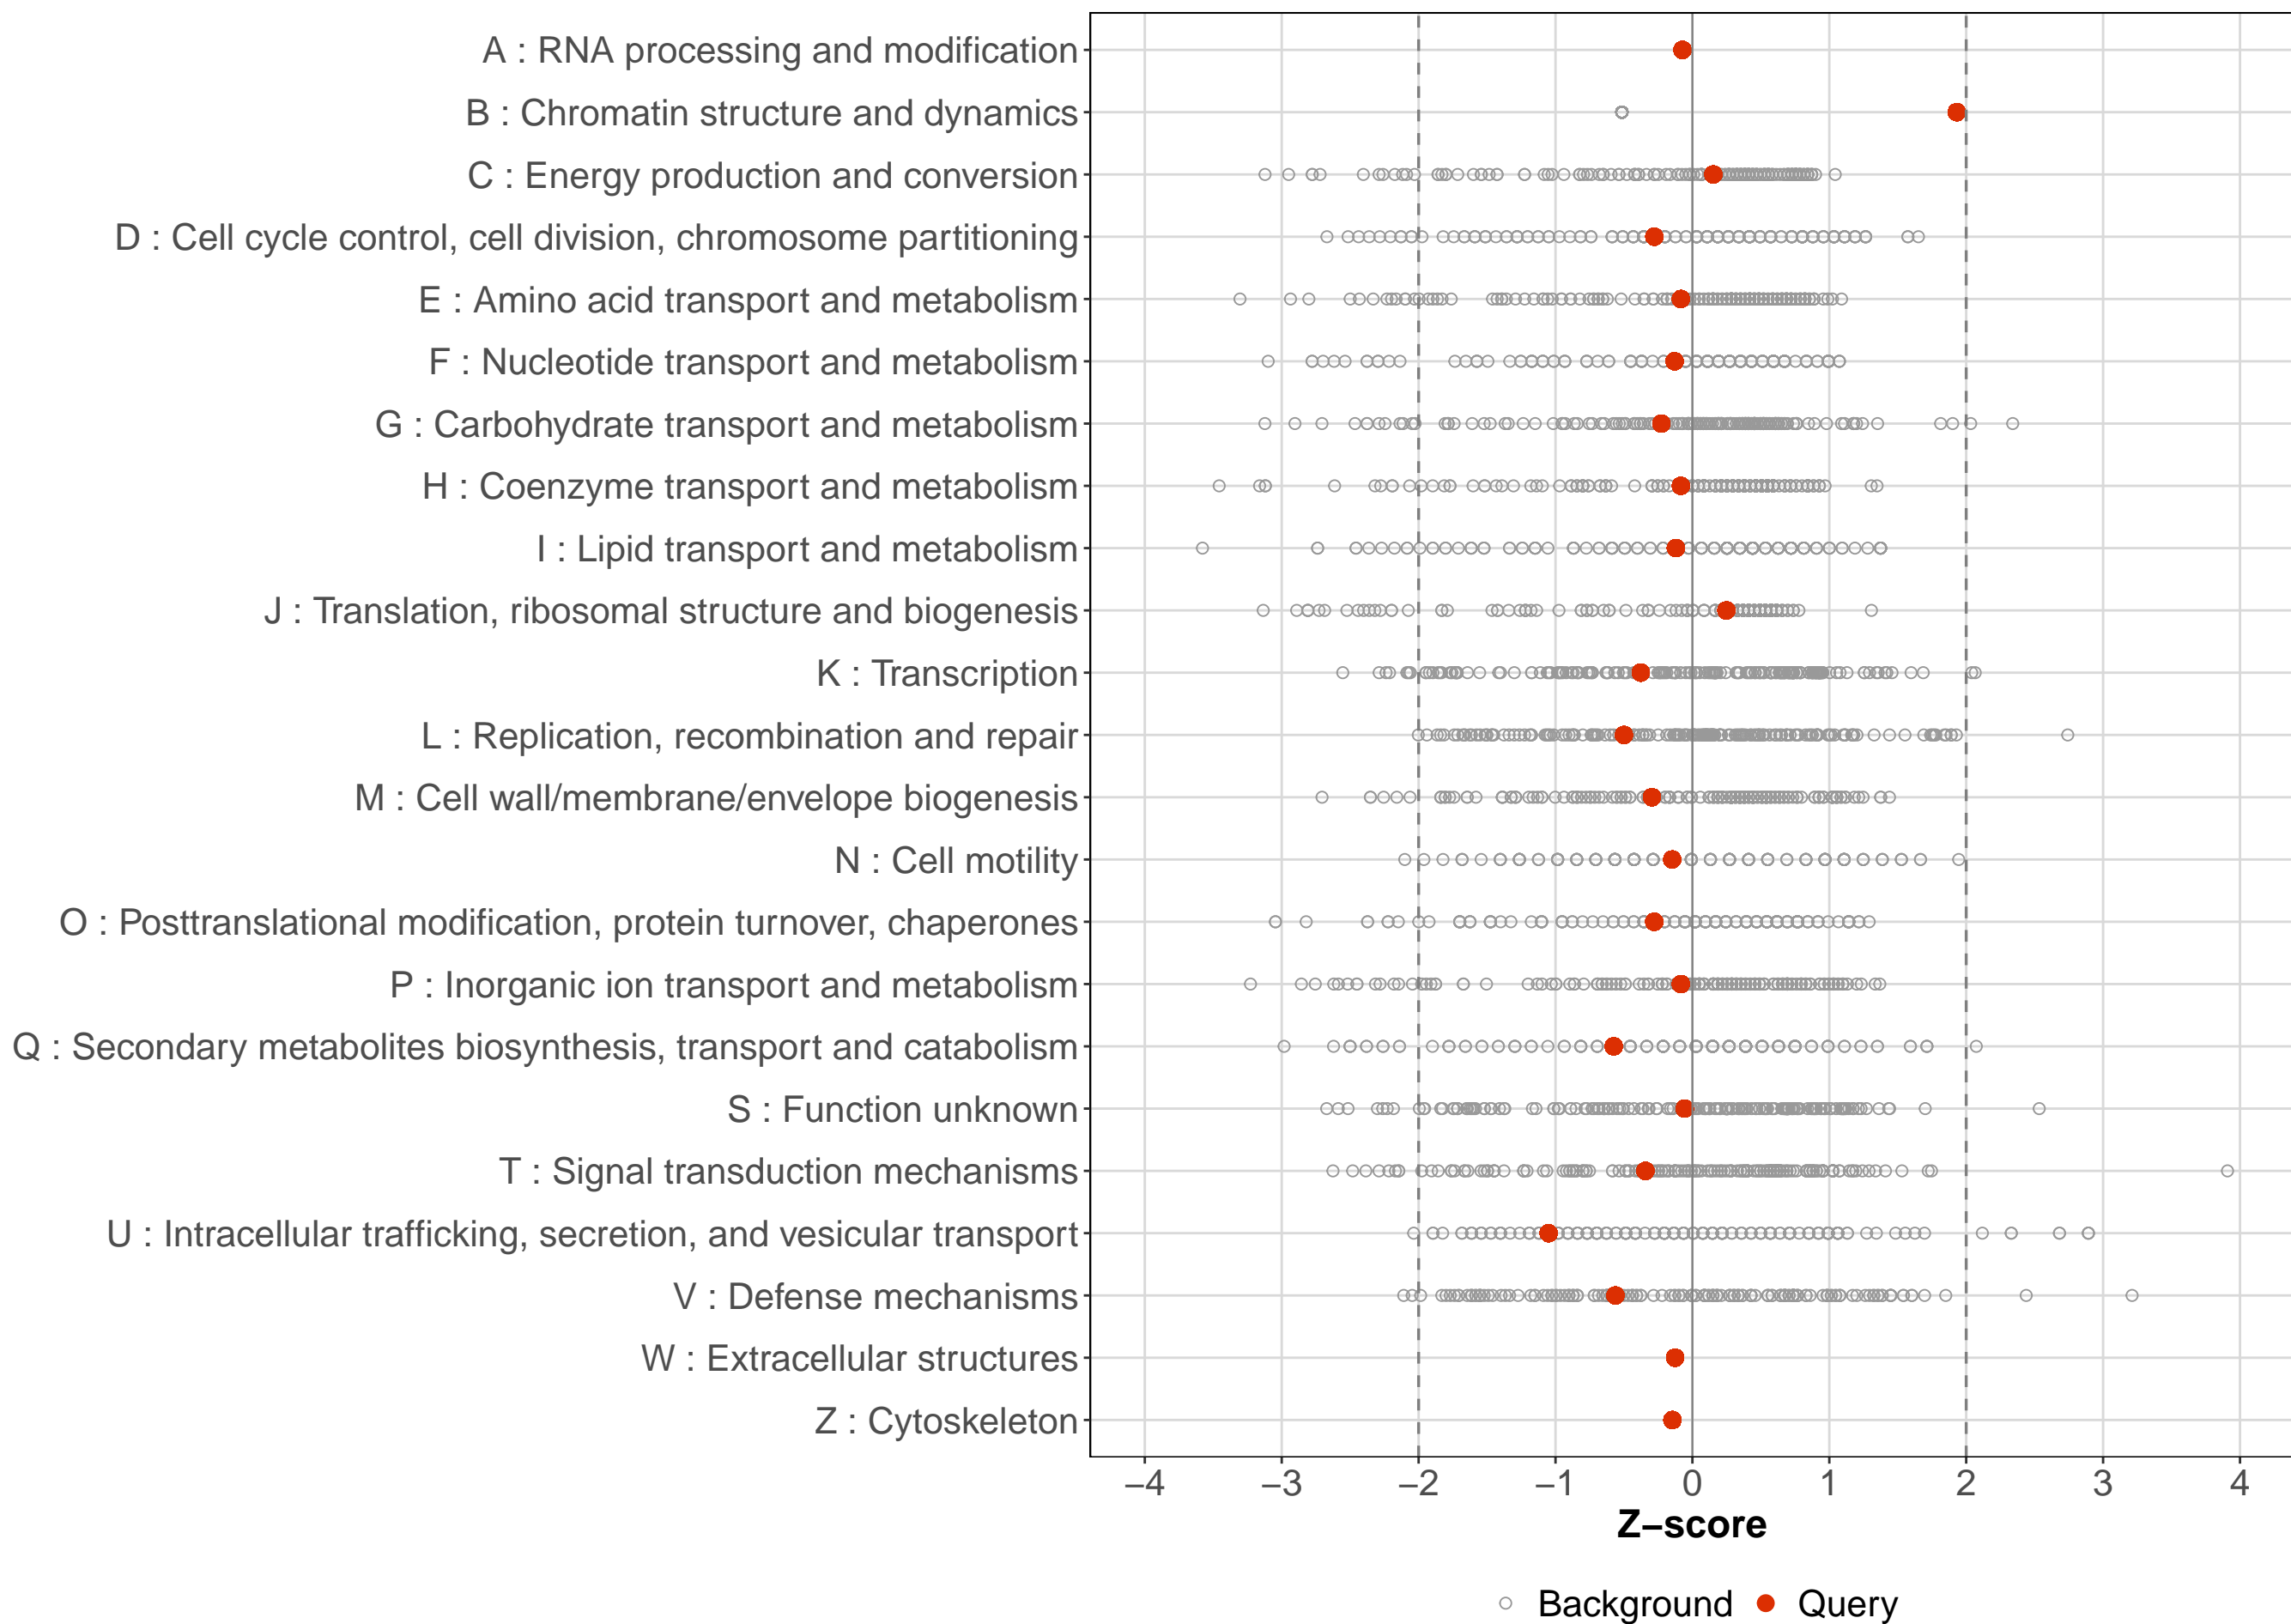 A : RNA processing and modification
B : Chromatin structure and dynamics
C : Energy production and conversion
D : Cell cycle control, cell division, chromosome partitioning
E : Amino acid transport and metabolism
F : Nucleotide transport and metabolism
G : Carbohydrate transport and metabolism
H : Coenzyme transport and metabolism
I : Lipid transport and metabolism
J : Translation, ribosomal structure and biogenesis
K : Transcription
L : Replication, recombination and repair
M : Cell wall/membrane/envelope biogenesis
N : Cell motility
O : Posttranslational modification, protein turnover, chaperones
P : Inorganic ion transport and metabolism
Q : Secondary metabolites biosynthesis, transport and catabolism
S : Function unknown
T : Signal transduction mechanisms
U : Intracellular trafficking, secretion, and vesicular transport
V : Defense mechanisms
W : Extracellular structures
Z : Cytoskeleton
−4 −3 −2 −1 0 1 2 3 4
Z−score
Background Query